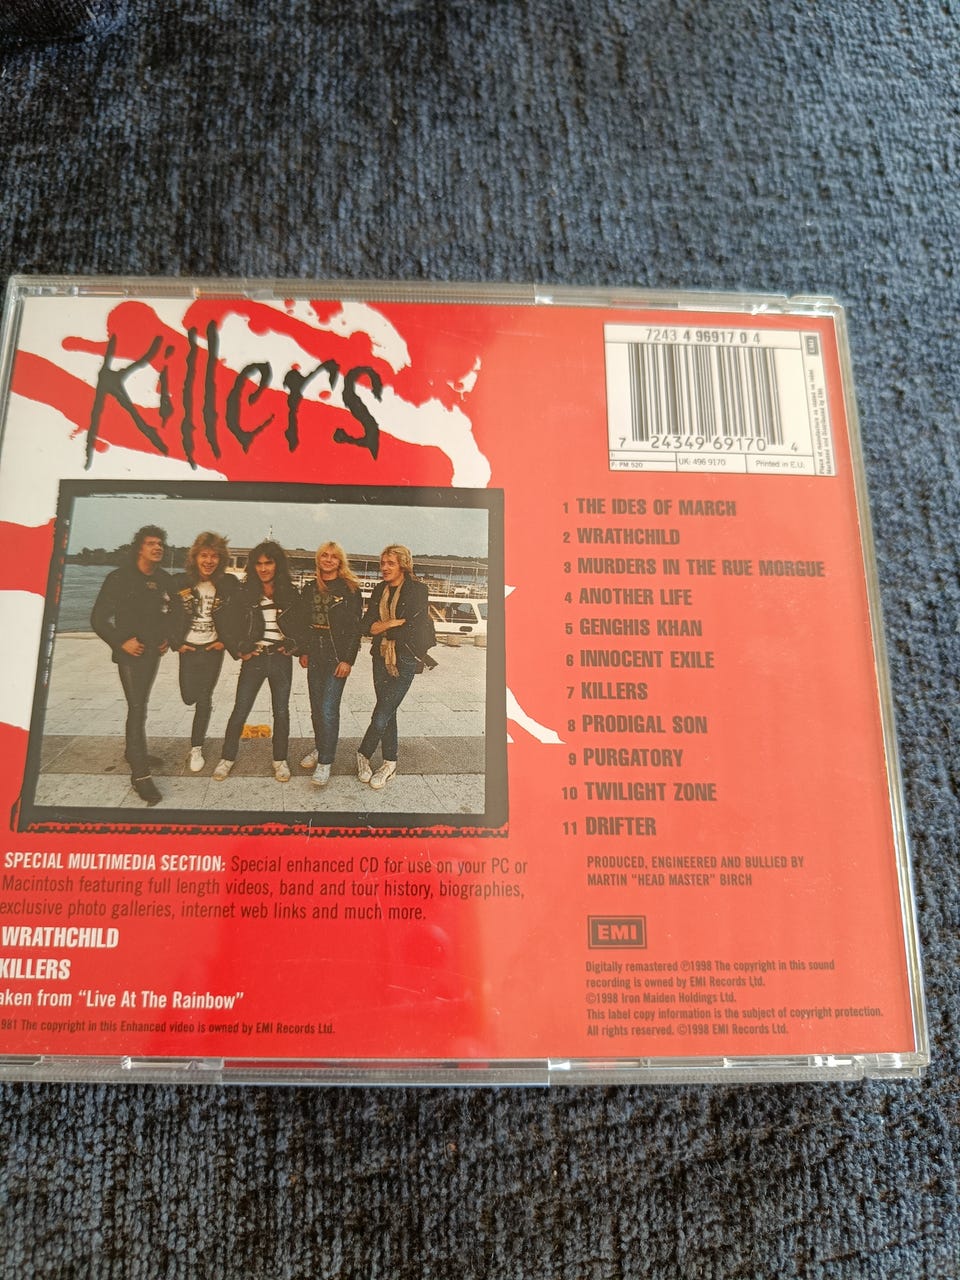 Killers
7243 4 96917 0 4
EMI
7 24349 69170 4
F: PM 520
UK: 496 9170
Printed in E.U.
1 THE IDES OF MARCH
2 WRATHCHILD
3 MURDERS IN THE RUE MORGUE
4 ANOTHER LIFE
5 GENGHIS KHAN
6 INNOCENT EXILE
7 KILLERS
8 PRODIGAL SON
9 PURGATORY
10 TWILIGHT ZONE
11 DRIFTER
SPECIAL MULTIMEDIA SECTION: Special enhanced CD for use on your PC or
Macintosh featuring full length videos, band and tour history, biographies,
exclusive photo galleries, internet web links and much more.
WRATHCHILD
KILLERS
aken from "Live At The Rainbow"
981 The copyright in this Enhanced video is owned by EMI Records Ltd.
PRODUCED, ENGINEERED AND BULLIED BY
MARTIN "HEAD MASTER" BIRCH
EMI
Digitally remastered ℗1998 The copyright in this sound
recording is owned by EMI Records Ltd.
©1998 Iron Maiden Holdings Ltd.
This label copy information is the subject of copyright protection.
All rights reserved. ©1998 EMI Records Ltd.